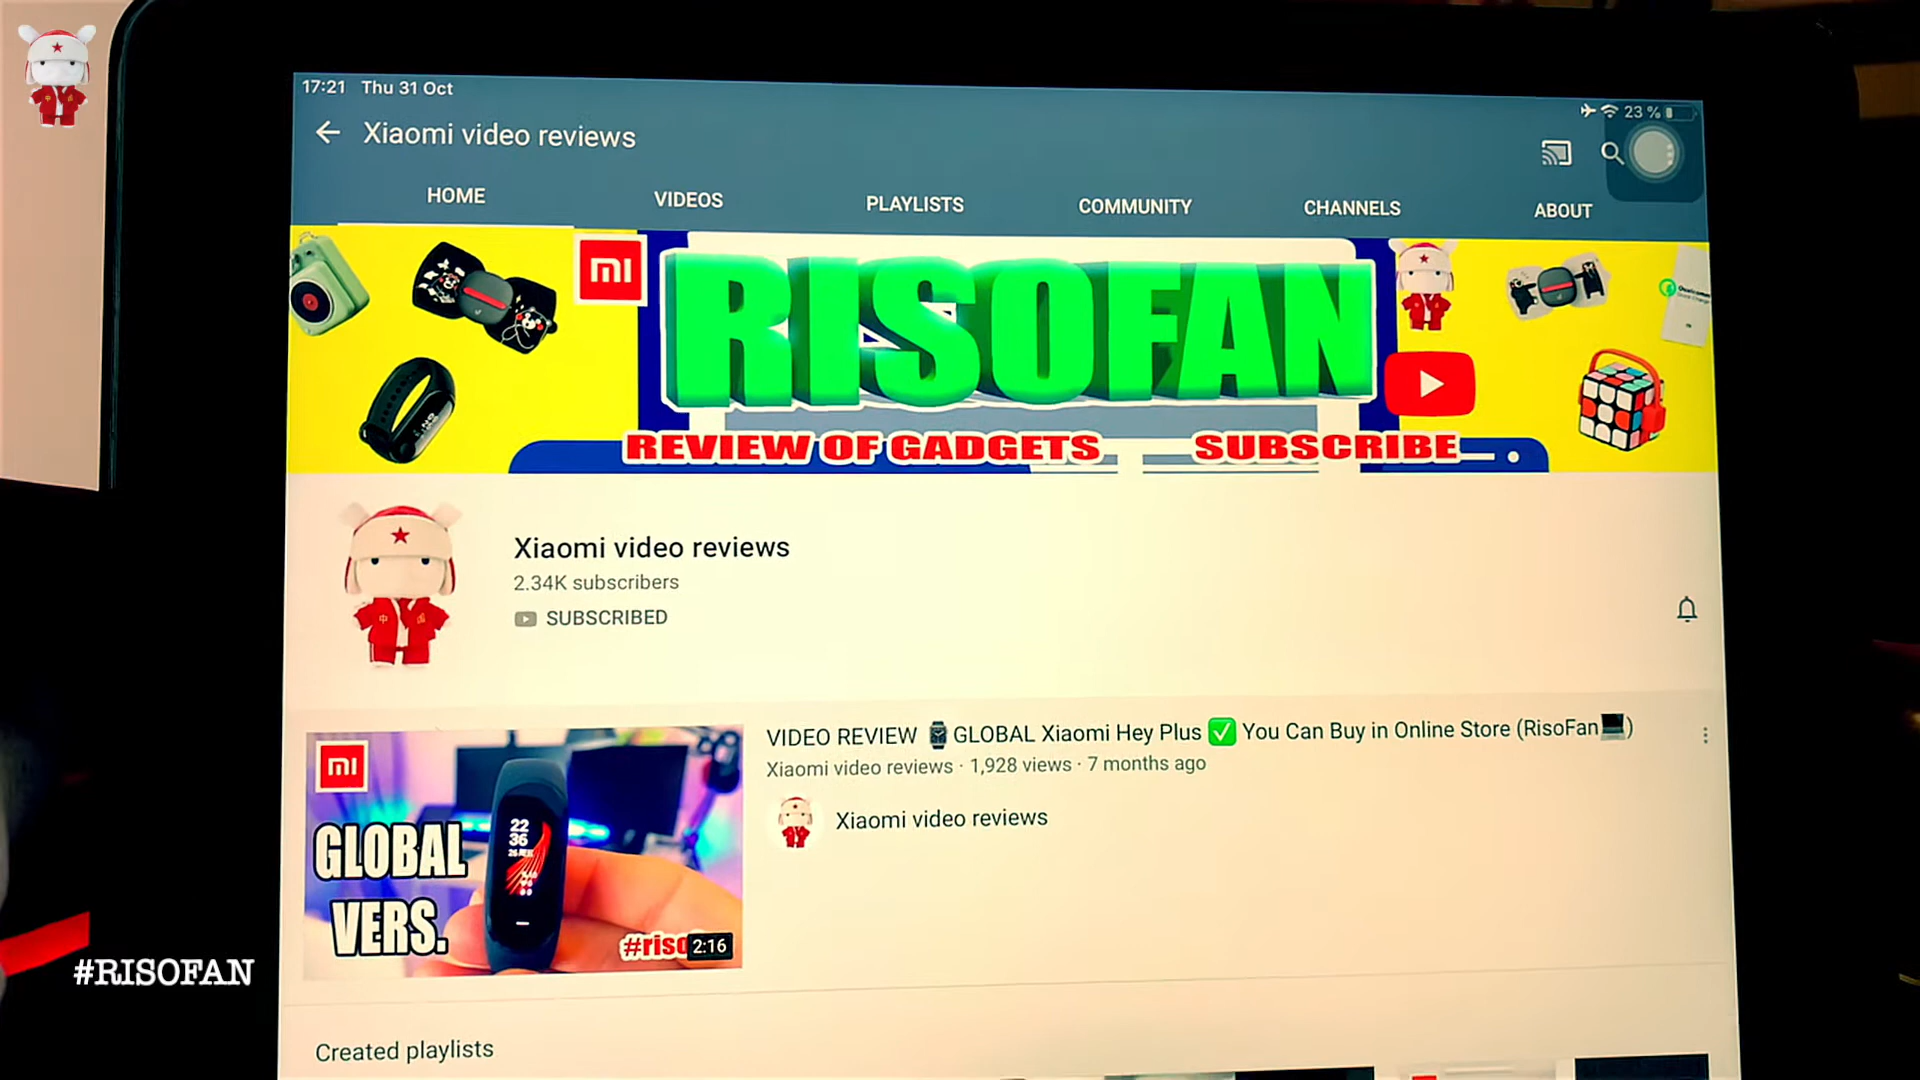 17:21 Thu 31 Oct
23 %
Xiaomi video reviews
HOME
VIDEOS
PLAYLISTS
COMMUNITY
CHANNELS
ABOUT
RISOFAN
REVIEW OF GADGETS
SUBSCRIBE
Xiaomi video reviews
2.34K subscribers
SUBSCRIBED
VIDEO REVIEW ⌚GLOBAL Xiaomi Hey Plus ✅ You Can Buy in Online Store (RisoFan💻)
Xiaomi video reviews · 1,928 views · 7 months ago
Xiaomi video reviews
GLOBAL
VERS.
22
36
#riso
2:16
#RISOFAN
Created playlists